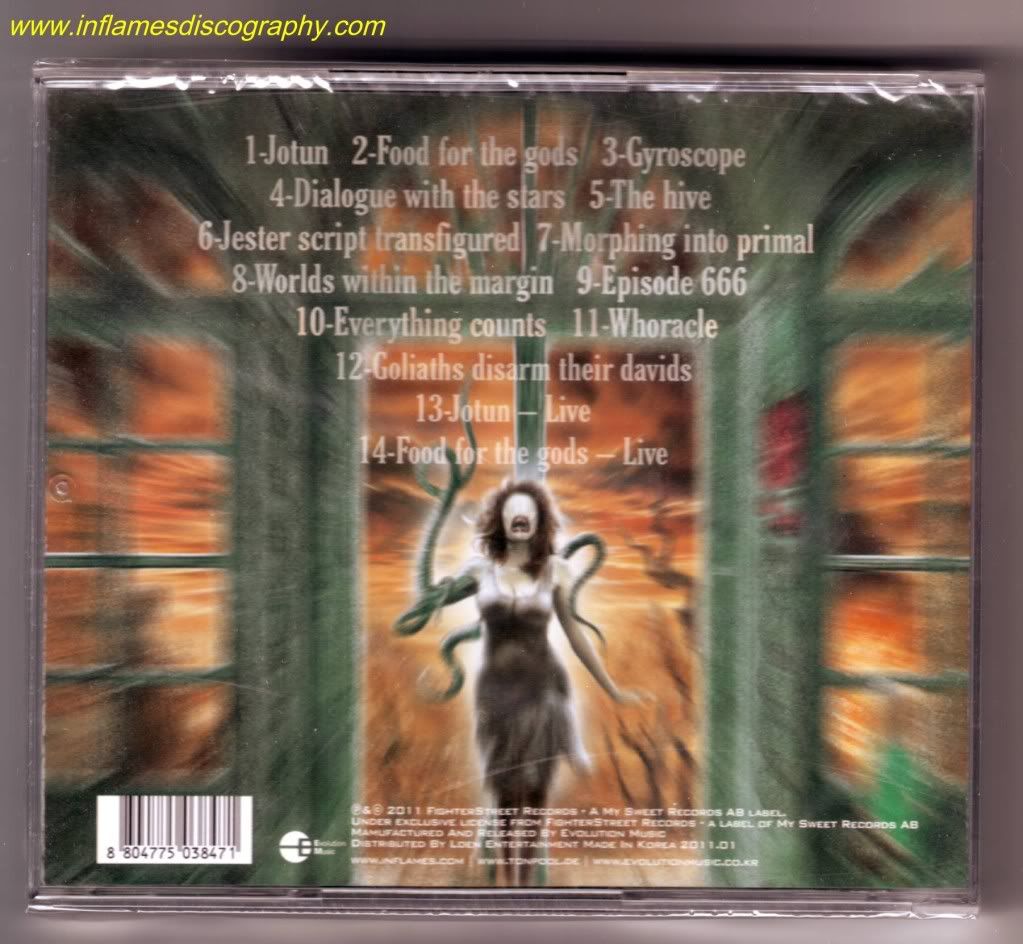 www.inflamesdiscography.com
1-Jotun 2-Food for the gods 3-Gyroscope
4-Dialogue with the stars 5-The hive
6-Jester script transfigured 7-Morphing into primal
8-Worlds within the margin 9-Episode 666
10-Everything counts 11-Whoracle
12-Goliaths disarm their davids
13-Jotun – Live
14-Food for the gods – Live
℗&© 2011 FighterStreet Records · A My Sweet Records AB label.
Under exclusive license from FighterStreet Records - a label of My Sweet Records AB
Manufactured And Released By Evolution Music
Distributed By Loen Entertainment Made In Korea 2011.01
www.inflames.com | www.tonpool.de | www.evolutionmusic.co.kr
Evolution
Music
8 804775 038471